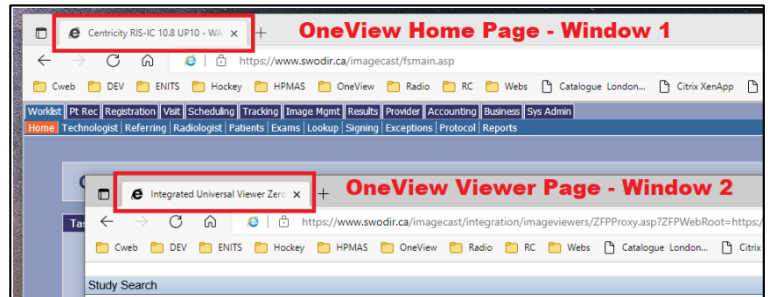 Centricity RIS-IC 10.8 UP10 - WA
OneView Home Page - Window 1
https://www.swodir.ca/imagecast/fsmain.asp
Cweb DEV ENITS Hockey HPMAS OneView Radio RC Webs Catalogue London... Citrix XenApp
Worklist Pt Rec Registration Visit Scheduling Tracking Image Mgmt Results Provider Accounting Business Sys Admin
Home Technologist Referring Radiologist Patients Exams Lookup Signing Exceptions Protocol Reports
Integrated Universal Viewer Zero
OneView Viewer Page - Window 2
https://www.swodir.ca/imagecast/integration/imageviewers/ZFPProxy.asp?ZFPWebRoot=https:/
Cweb DEV ENITS Hockey HPMAS OneView Radio RC Webs Catalogue London... Citrix
Study Search